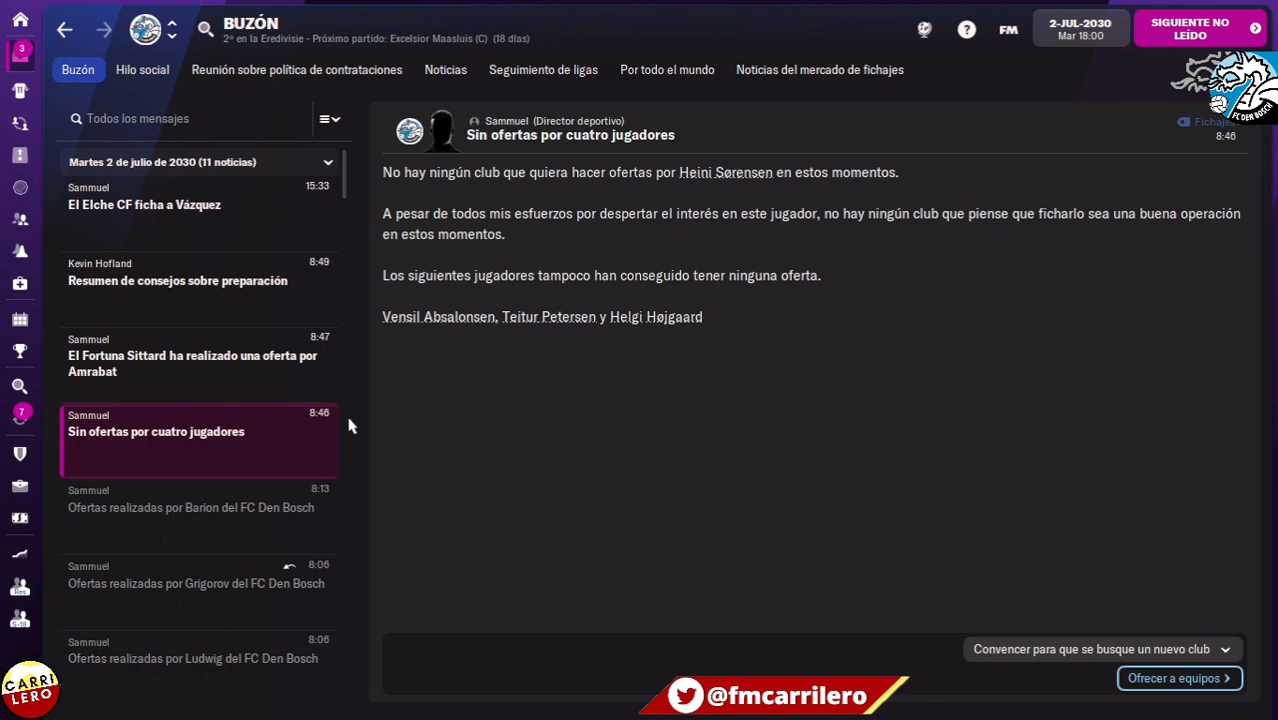 3
BUZÓN
2º en la Eredivisie - Próximo partido: Excelsior Maasluis (C) (18 días)
?
FM
2-JUL-2030
Mar 18:00
SIGUIENTE NO LEÍDO
Buzón
Hilo social
Reunión sobre política de contrataciones
Noticias
Seguimiento de ligas
Por todo el mundo
Noticias del mercado de fichajes
FC DEN BOSCH
Todos los mensajes
Martes 2 de julio de 2030 (11 noticias)
Sammuel 15:33
El Elche CF ficha a Vázquez
Kevin Hofland 8:49
Resumen de consejos sobre preparación
Sammuel 8:47
El Fortuna Sittard ha realizado una oferta por
Amrabat
Sammuel 8:46
Sin ofertas por cuatro jugadores
Sammuel 8:13
Ofertas realizadas por Barion del FC Den Bosch
Sammuel 8:06
Ofertas realizadas por Grigorov del FC Den Bosch
Sammuel 8:06
Ofertas realizadas por Ludwig del FC Den Bosch
7
Res
S-18
CARRI
LERO
Sammuel (Director deportivo)
Sin ofertas por cuatro jugadores
Fichajes
8:46
No hay ningún club que quiera hacer ofertas por Heini Sørensen en estos momentos.
A pesar de todos mis esfuerzos por despertar el interés en este jugador, no hay ningún club que piense que ficharlo sea una buena operación
en estos momentos.
Los siguientes jugadores tampoco han conseguido tener ninguna oferta.
Vensil Absalonsen, Teitur Petersen y Helgi Højgaard
Convencer para que se busque un nuevo club
Ofrecer a equipos
@fmcarrilero